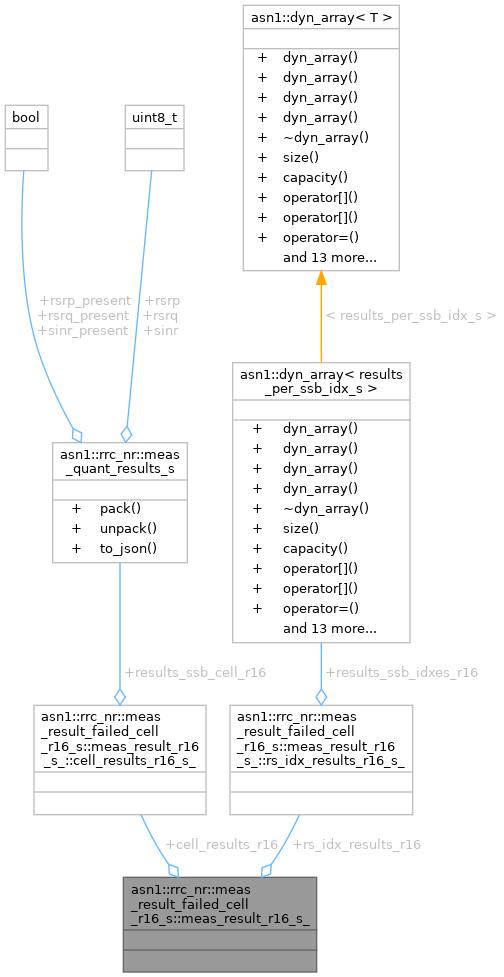 asn1::dyn_array< T >
+ dyn_array()
+ dyn_array()
+ dyn_array()
+ dyn_array()
+ ~dyn_array()
+ size()
+ capacity()
+ operator[]()
+ operator[]()
+ operator=()
and 13 more...
bool
uint8_t
+rsrp_present
+rsrq_present
+sinr_present
+rsrp
+rsrq
+sinr
< results_per_ssb_idx_s >
asn1::dyn_array< results
_per_ssb_idx_s >
+ dyn_array()
+ dyn_array()
+ dyn_array()
+ dyn_array()
+ ~dyn_array()
+ size()
+ capacity()
+ operator[]()
+ operator[]()
+ operator=()
and 13 more...
asn1::rrc_nr::meas
_quant_results_s
+ pack()
+ unpack()
+ to_json()
+results_ssb_cell_r16
+results_ssb_idxes_r16
asn1::rrc_nr::meas
_result_failed_cell
_r16_s::meas_result_r16
_s_::cell_results_r16_s_
asn1::rrc_nr::meas
_result_failed_cell
_r16_s::meas_result_r16
_s_::rs_idx_results_r16_s_
+cell_results_r16
+rs_idx_results_r16
asn1::rrc_nr::meas
_result_failed_cell
_r16_s::meas_result_r16_s_